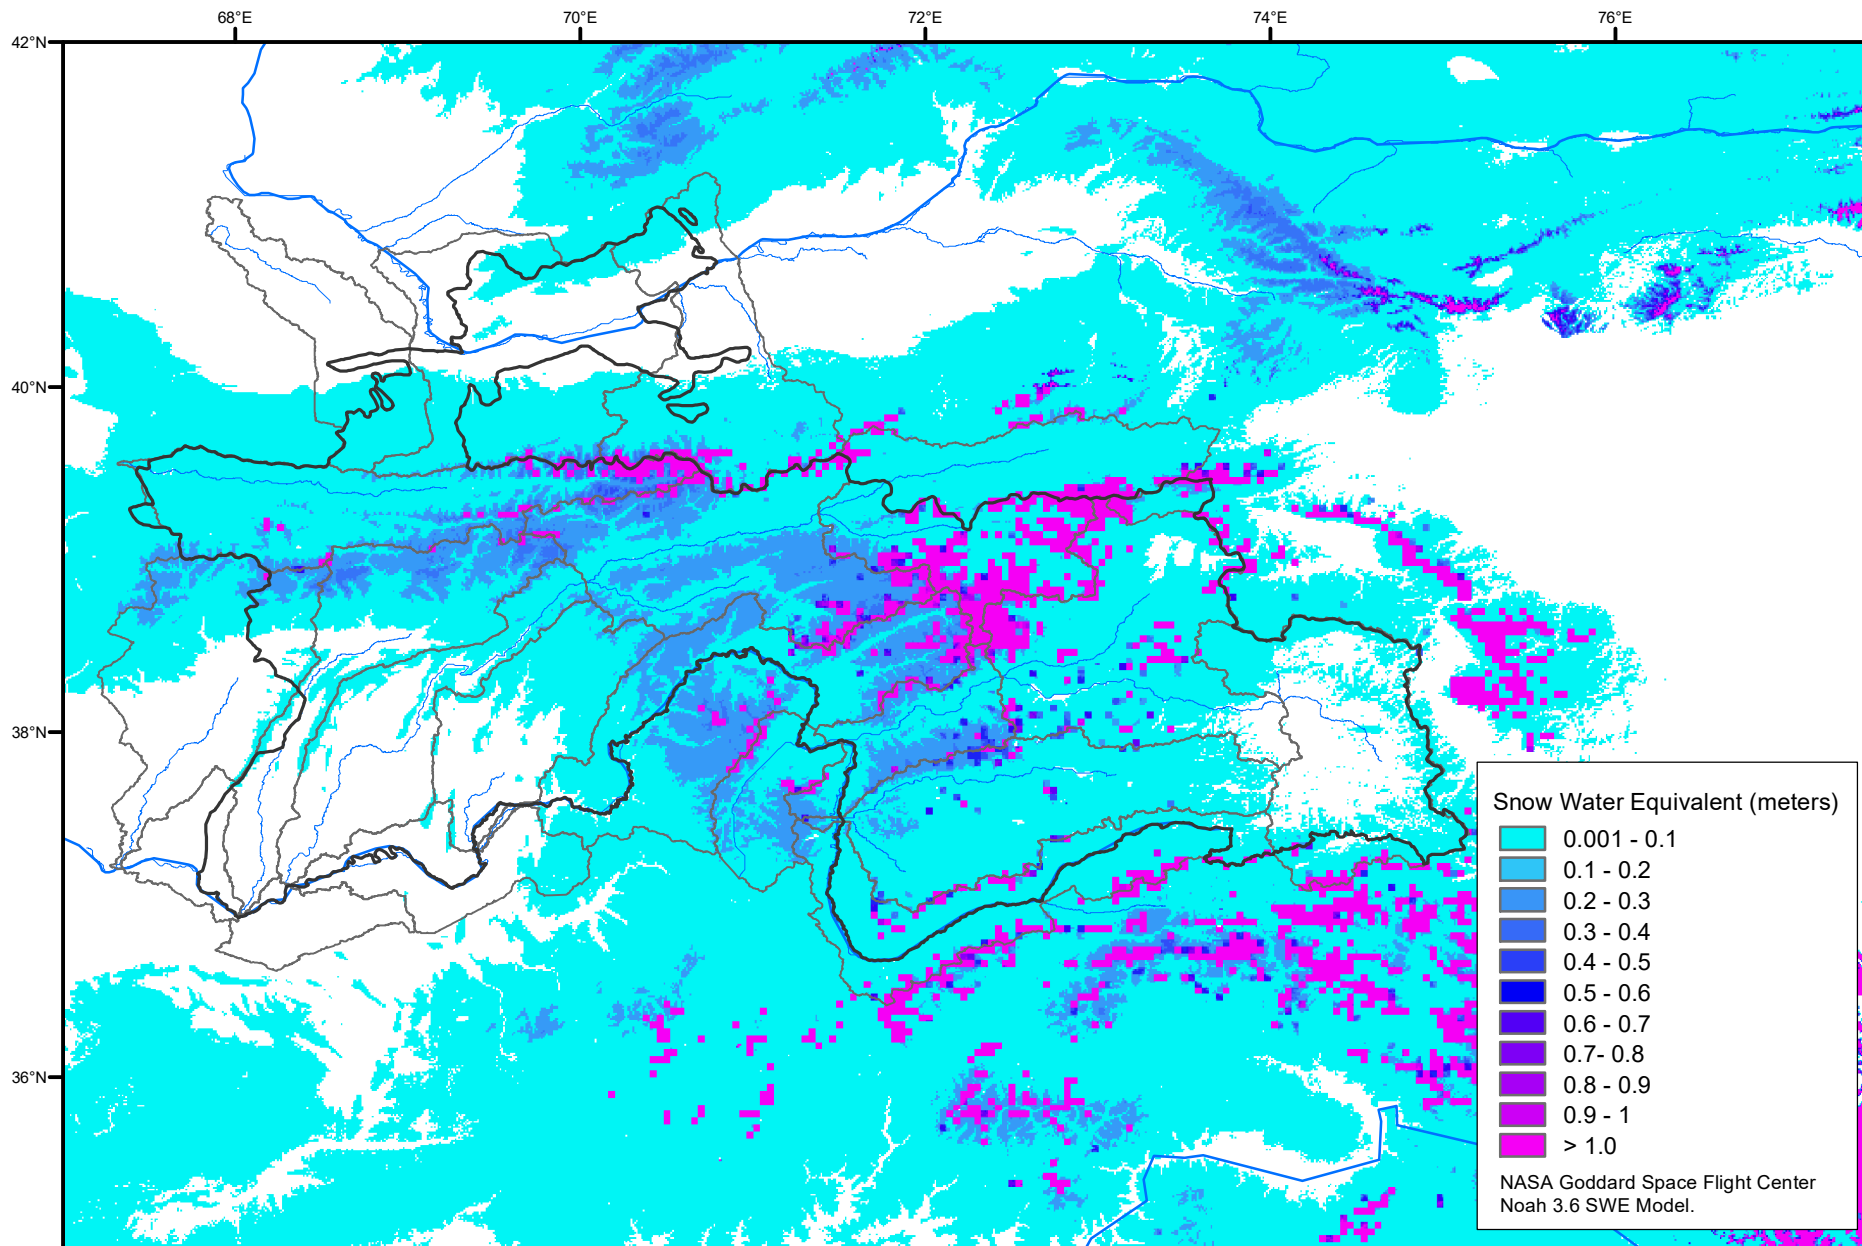 68°E 70°E 72°E 74°E 76°E
42°N
40°N
38°N
36°N
Snow Water Equivalent (meters)
0.001 - 0.1
0.1 - 0.2
0.2 - 0.3
0.3 - 0.4
0.4 - 0.5
0.5 - 0.6
0.6 - 0.7
0.7- 0.8
0.8 - 0.9
0.9 - 1
> 1.0
NASA Goddard Space Flight Center
Noah 3.6 SWE Model.